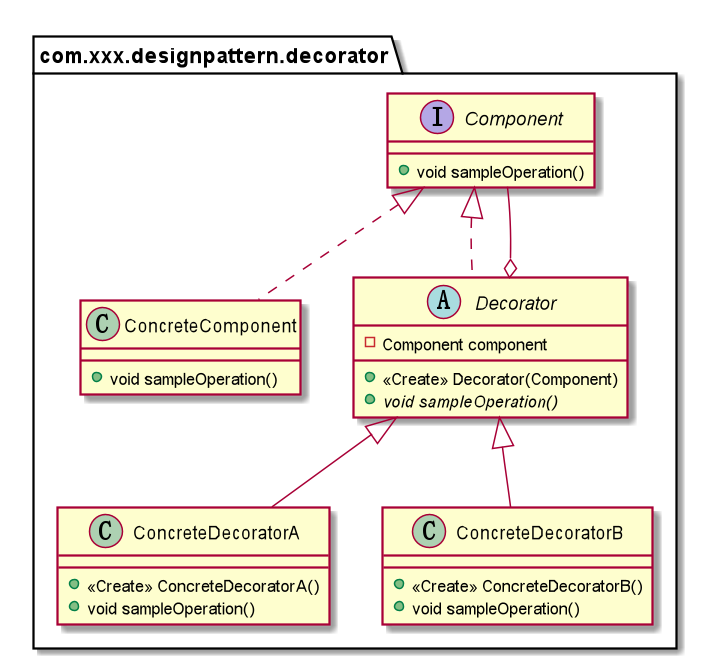 com.xxx.designpattern.decorator
I Component
void sampleOperation()
C ConcreteComponent
void sampleOperation()
A Decorator
Component component
«Create» Decorator(Component)
void sampleOperation()
C ConcreteDecoratorA
«Create» ConcreteDecoratorA()
void sampleOperation()
C ConcreteDecoratorB
«Create» ConcreteDecoratorB()
void sampleOperation()